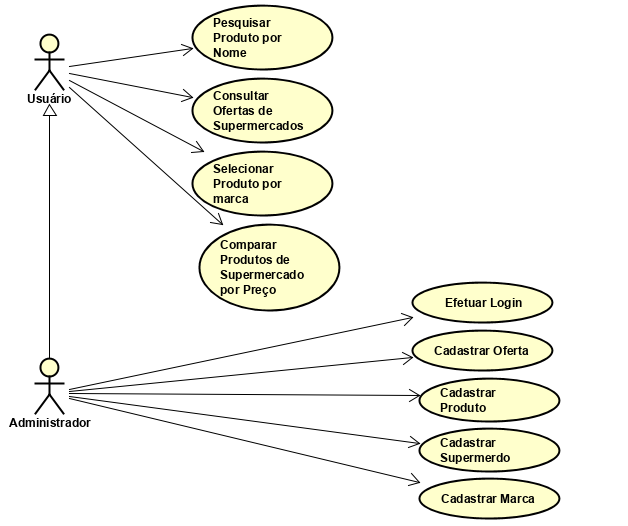 Pesquisar
Produto por
Nome
Usuário
Consultar
Ofertas de
Supermercados
Selecionar
Produto por
marca
Comparar
Produtos de
Supermercado
por Preço
Efetuar Login
Cadastrar Oferta
Cadastrar
Produto
Administrador
Cadastrar
Supermerdo
Cadastrar Marca